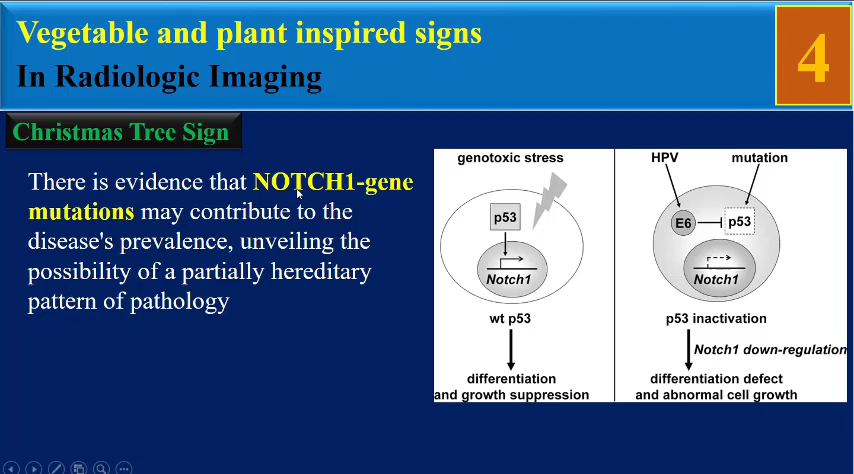 Vegetable and plant inspired signs
In Radiologic Imaging
4
Christmas Tree Sign
There is evidence that NOTCH1-gene
mutations may contribute to the
disease's prevalence, unveiling the
possibility of a partially hereditary
pattern of pathology
genotoxic stress
p53
Notch1
wt p53
differentiation
and growth suppression
HPV mutation
E6 p53
Notch1
p53 inactivation
Notch1 down-regulation
differentiation defect
and abnormal cell growth